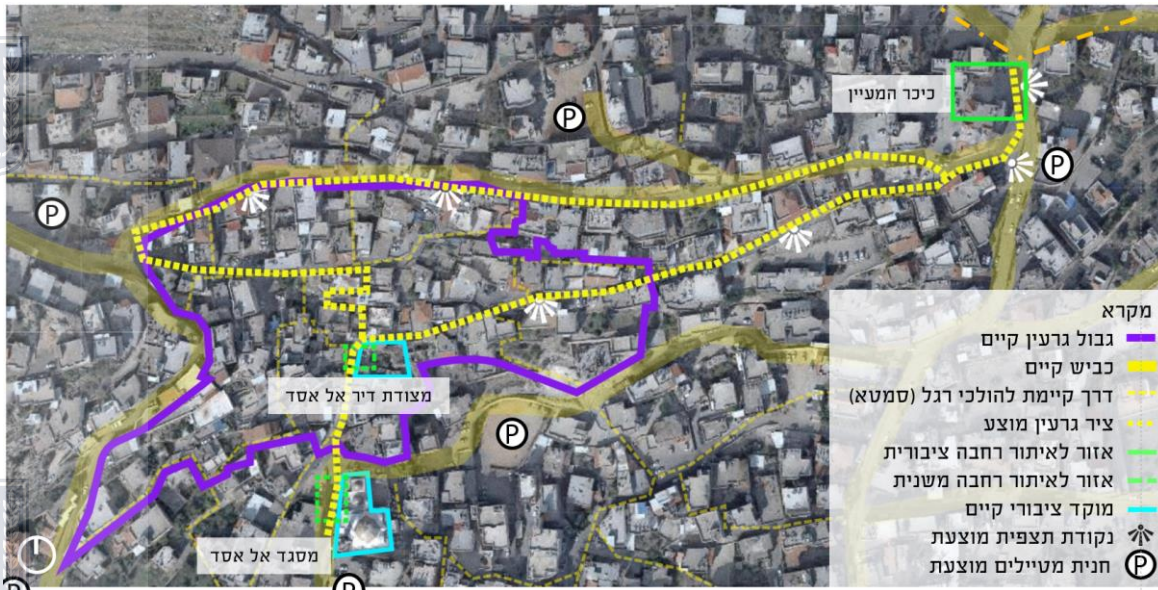 כיכר המעיין
P
P
P
P
מקרא
גבול גרעין קיים
כביש קיים
דרך קיימת להולכי רגל (סמטא)
ציר גרעין מוצע
אזור לאיתור רחבה ציבורית
אזור לאיתור רחבה משנית
מוקד ציבורי קיים
נקודת תצפית מוצעת
חנית מטיילים מוצעת
P
מצודת דיר אל אסד
מסגד אל אסד
P
P